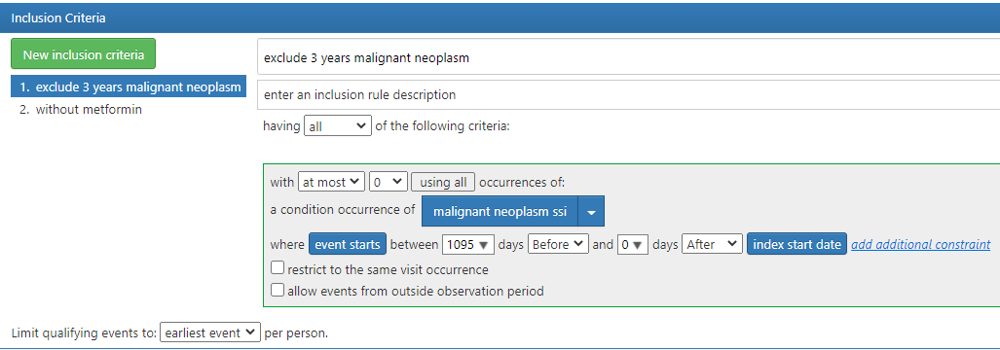 Inclusion Criteria
New inclusion criteria
1. exclude 3 years malignant neoplasm
2. without metformin
exclude 3 years malignant neoplasm
enter an inclusion rule description
having all of the following criteria:
with at most 0 using all occurrences of:
a condition occurrence of malignant neoplasm ssi
where event starts between 1095 days Before and 0 days After index start date add additional constraint
restrict to the same visit occurrence
allow events from outside observation period
Limit qualifying events to: earliest event per person.